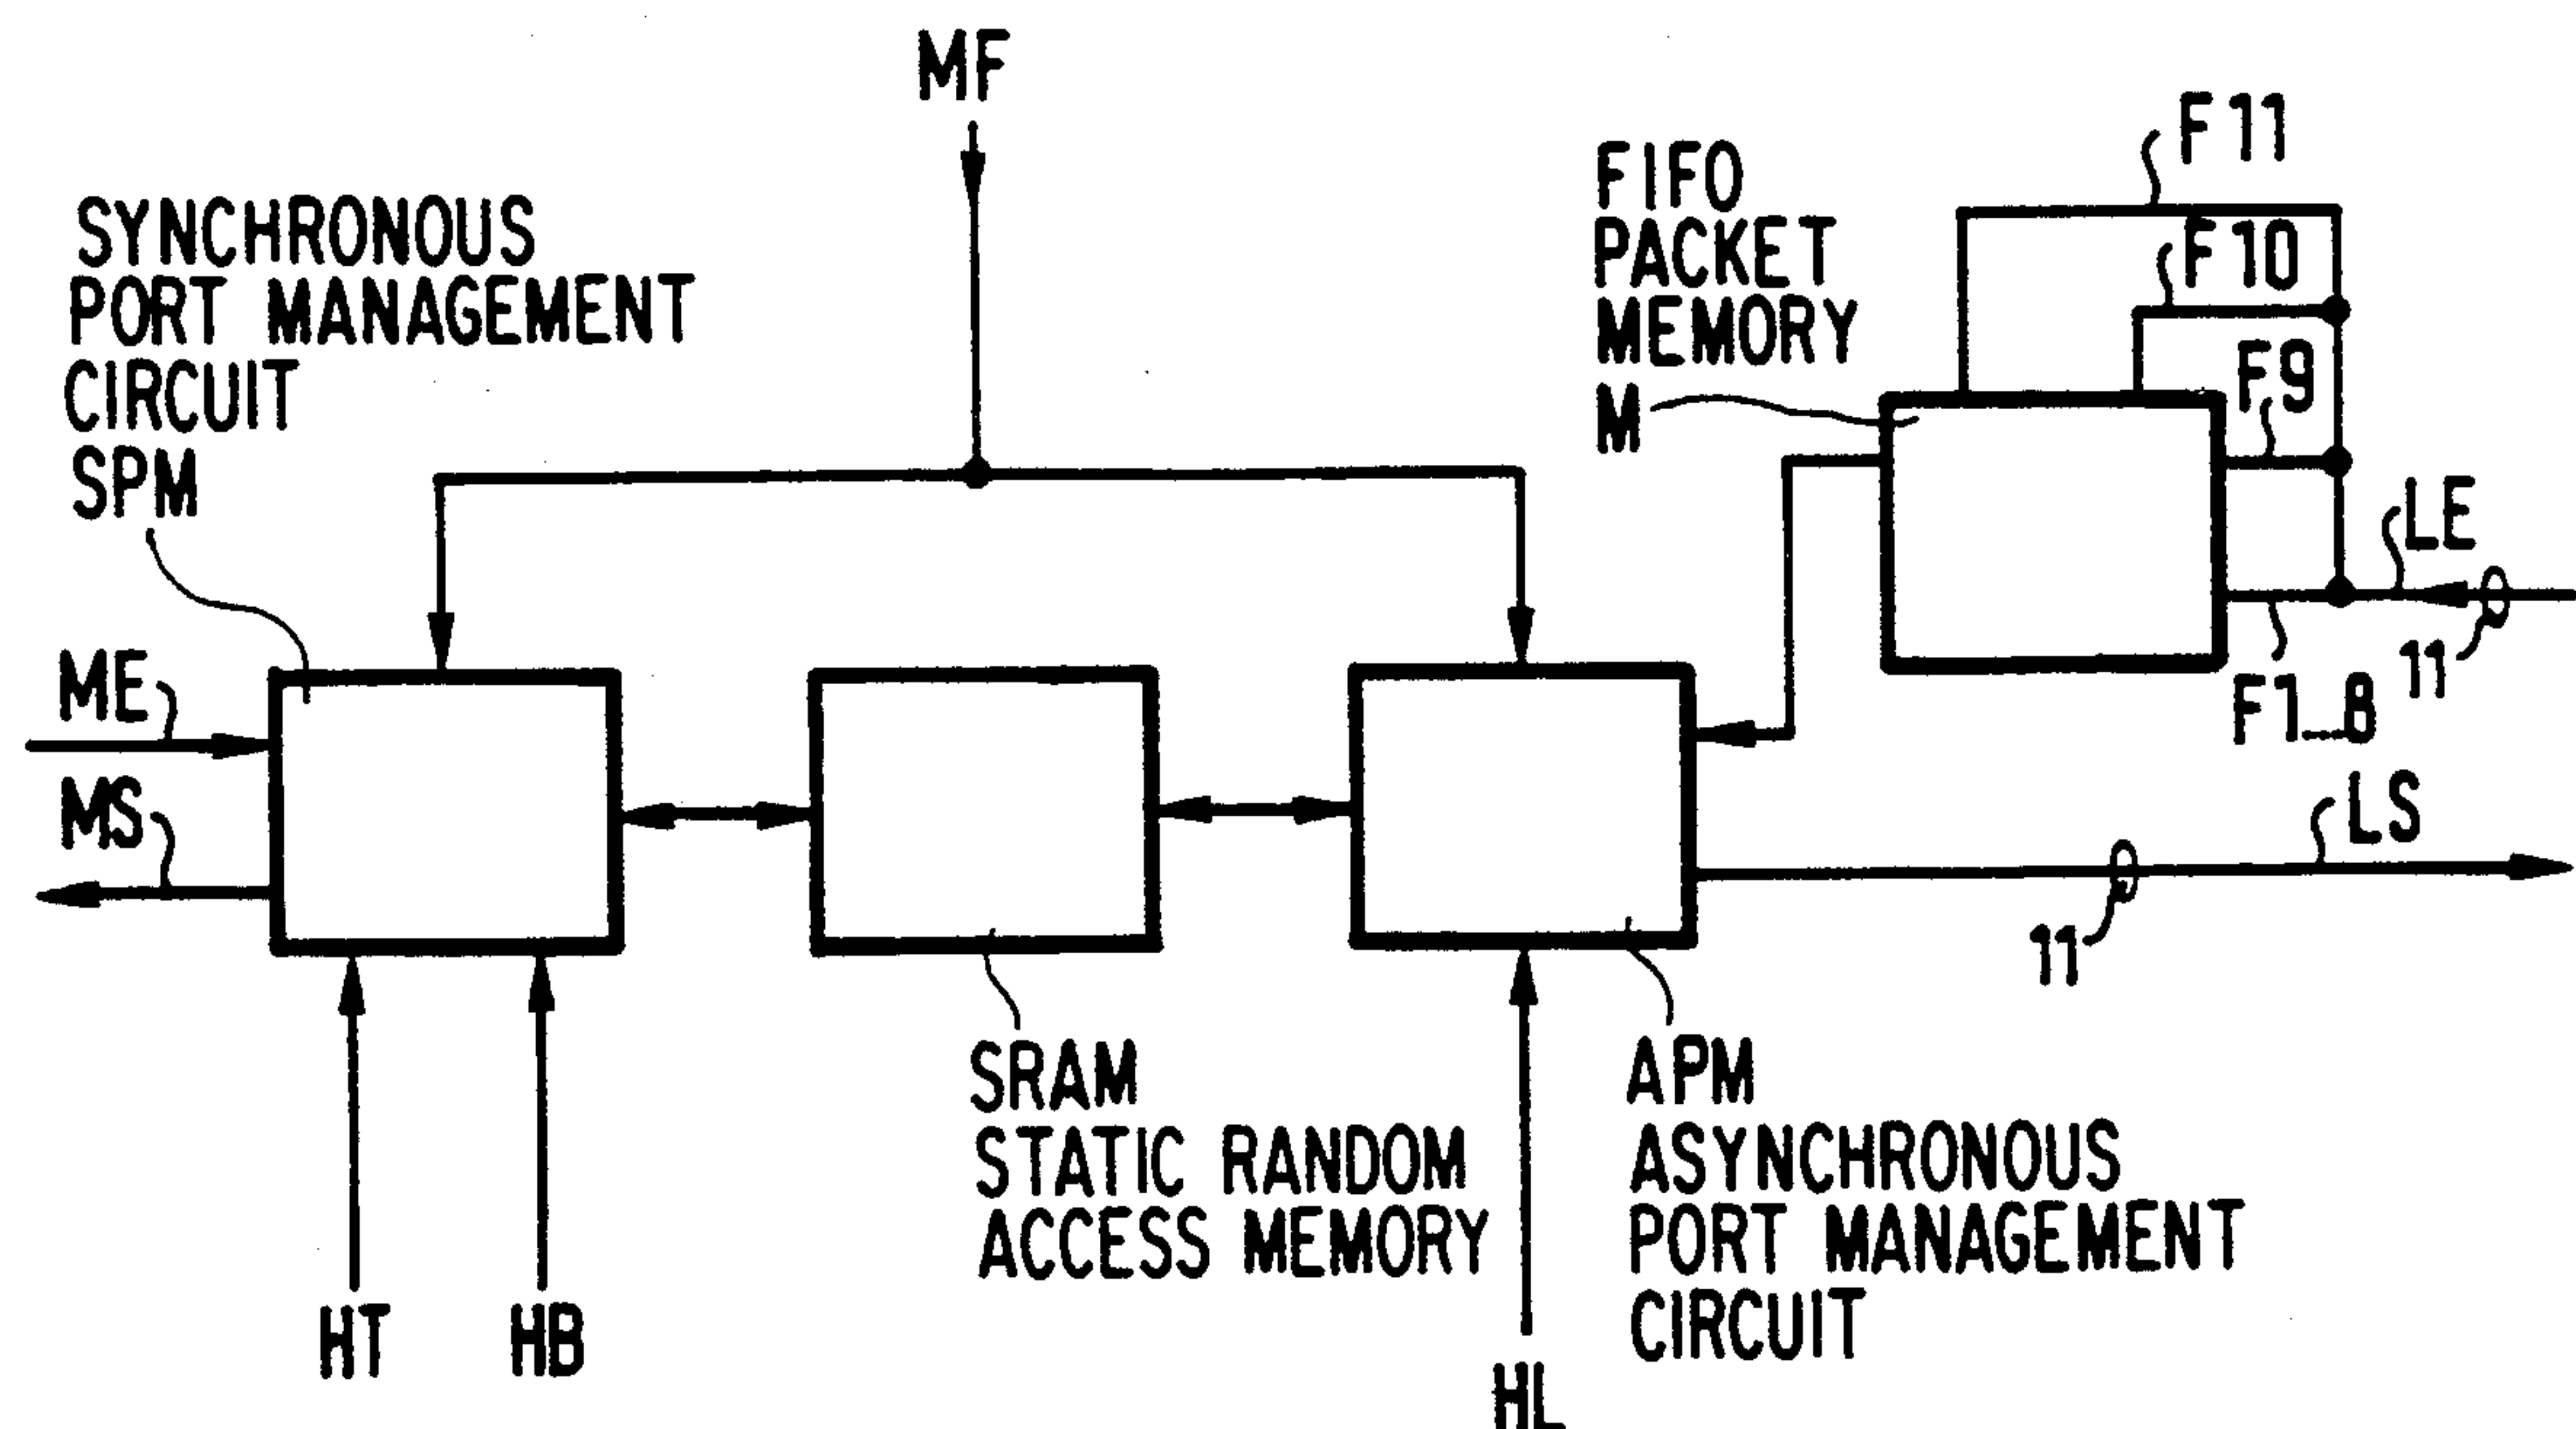 MF
F11
FIFO
PACKET
MEMORY
M
F10
F9
SYNCHRONOUS
PORT MANAGEMENT
CIRCUIT
SPM
LE
11
F1...8
ME
MS
LS
11
SRAM
STATIC RANDOM
ACCESS MEMORY
APM
ASYNCHRONOUS
PORT MANAGEMENT
CIRCUIT
HT
HB
HL